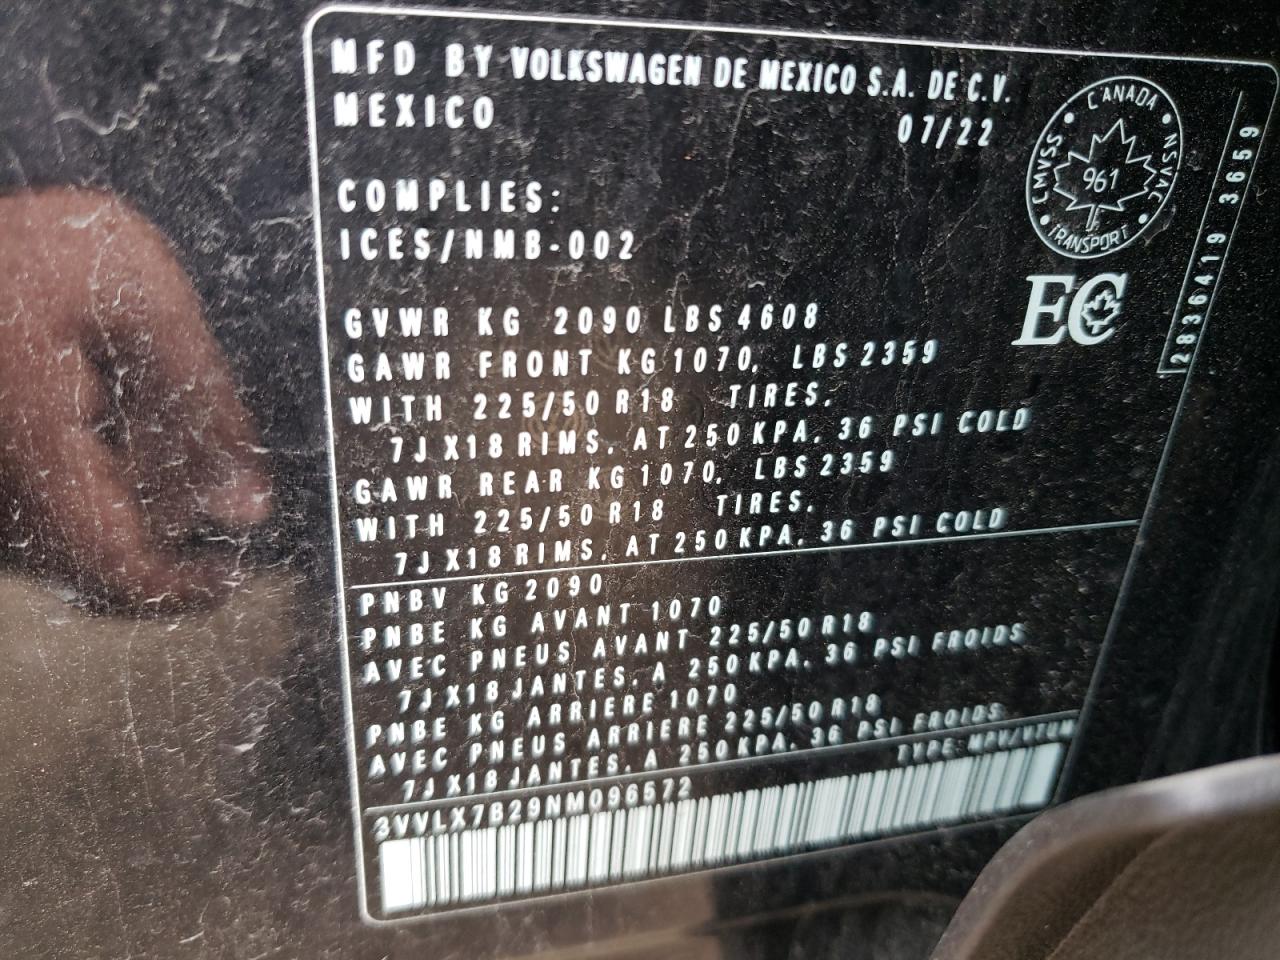 MFD BY VOLKSWAGEN DE MEXICO S.A. DE C.V.
MEXICO 07/22
CANADA
CMVSS NSVAC
961
TRANSPORT
2836419 3659
COMPLIES:
ICES/NMB-002
EC
GVWR KG 2090 LBS 4608
GAWR FRONT KG 1070, LBS 2359
WITH 225/50 R18 TIRES,
7J X18 RIMS, AT 250 KPA, 36 PSI COLD
GAWR REAR KG 1070, LBS 2359
WITH 225/50 R18 TIRES,
7J X18 RIMS, AT 250 KPA, 36 PSI COLD
PNBV KG 2090
PNBE KG AVANT 1070
AVEC PNEUS AVANT 225/50 R18
7J X18 JANTES, A 250 KPA, 36 PSI FROIDS
PNBE KG ARRIERE 1070
AVEC PNEUS ARRIERE 225/50 R18
7J X18 JANTES, A 250 KPA, 36 PSI FROIDS
3VVLX7B29NM096572 TYPE: MPV/VTUM